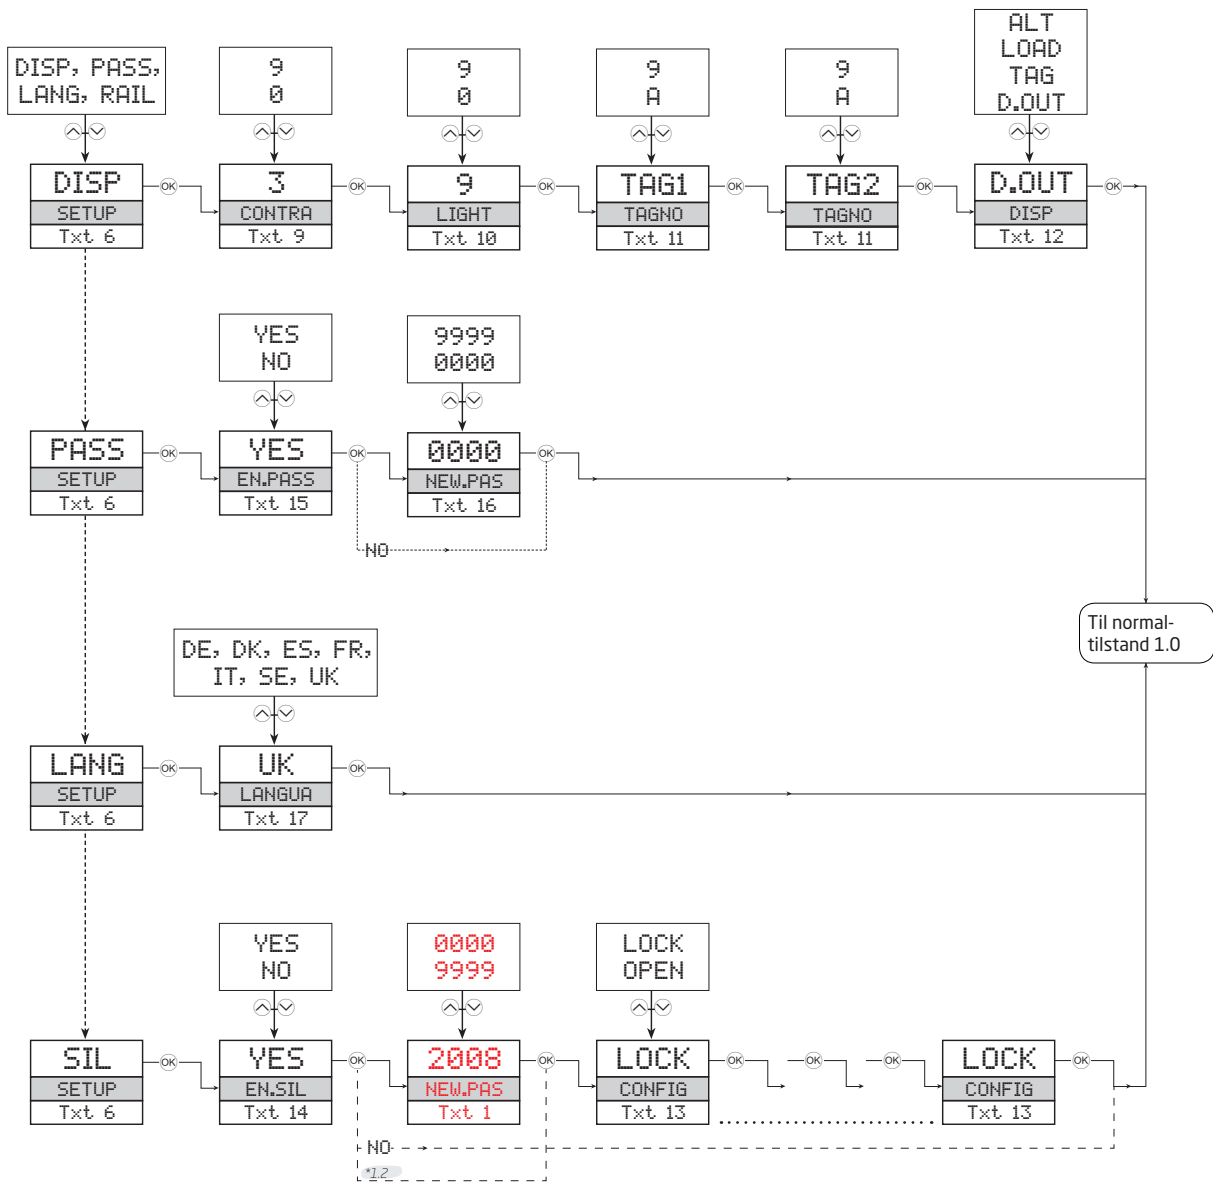 ALT
LOAD
TAG
D.OUT
DISP, PASS,
LANG, RAIL
9
0
9
0
9
A
9
A
DISP
SETUP
Txt 6
OK
3
CONTRA
Txt 9
OK
9
LIGHT
Txt 10
OK
TAG1
TAGNO
Txt 11
OK
TAG2
TAGNO
Txt 11
OK
D.OUT
DISP
Txt 12
OK
YES
NO
9999
0000
PASS
SETUP
Txt 6
OK
YES
EN.PASS
Txt 15
OK
0000
NEW.PAS
Txt 16
OK
NO
Til normal-
tilstand 1.0
DE, DK, ES, FR,
IT, SE, UK
LANG
SETUP
Txt 6
OK
UK
LANGUA
Txt 17
OK
YES
NO
0000
9999
LOCK
OPEN
SIL
SETUP
Txt 6
OK
YES
EN.SIL
Txt 14
OK
2008
NEW.PAS
Txt 1
OK
LOCK
CONFIG
Txt 13
OK
OK
OK
LOCK
CONFIG
Txt 13
OK
NO
*1.2